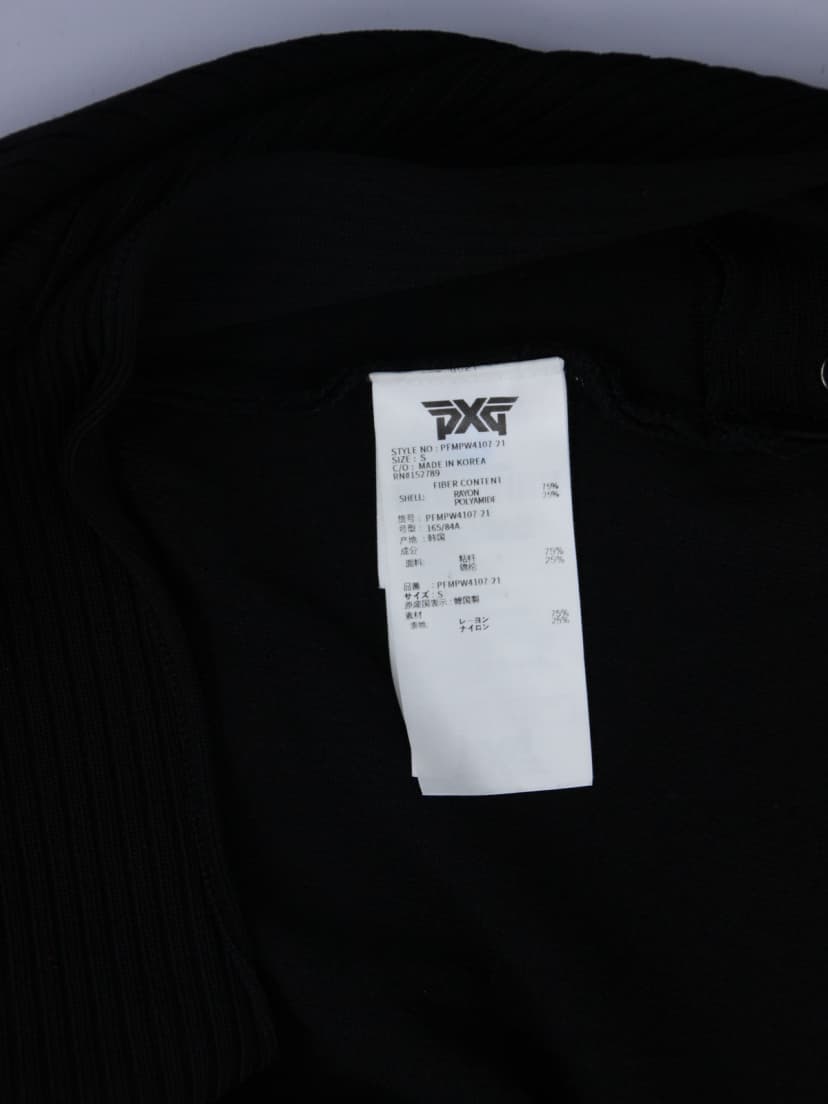 PXG
STYLE NO : PFMPW4107 21
SIZE : S
C/O : MADE IN KOREA
RN#152789
FIBER CONTENT
SHELL: RAYON 75%
POLYAMIDE 25%
货号 : PFMPW4107 21
号型 : 165/84A
产地 : 韩国
成分
面料: 粘纤 75%
锦纶 25%
品番 : PFMPW4107 21
サイズ : S
原産国表示 : 韓国製
素材
表地 レーヨン 75%
ナイロン 25%